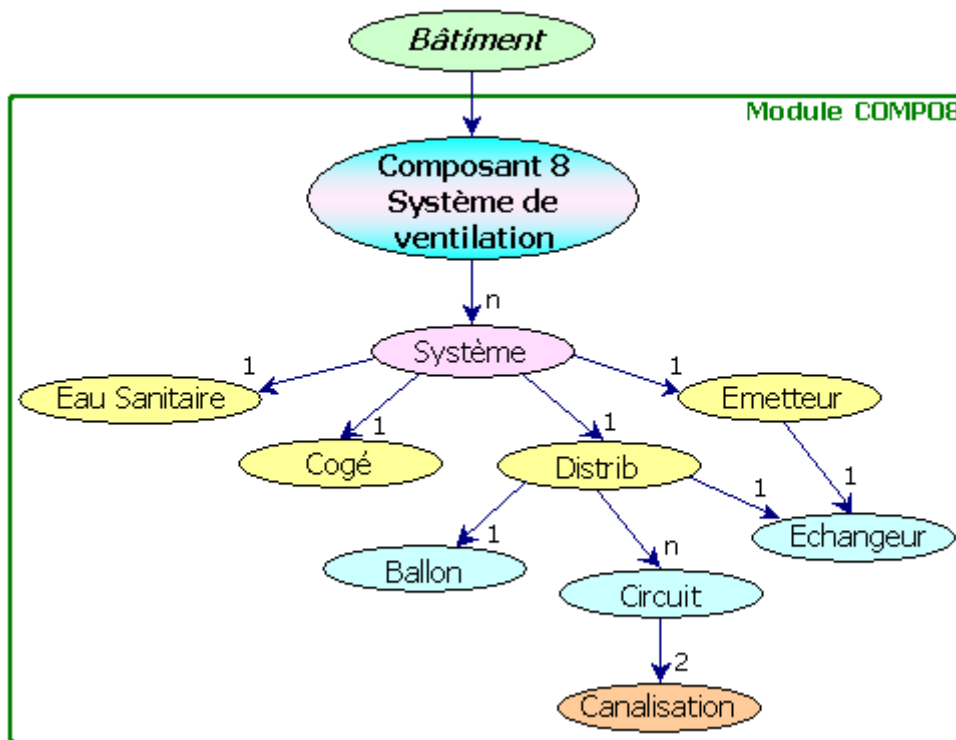 Bâtiment
Module COMPO8
Composant 8
Système de
ventilation
n
Système
1
1
Eau Sanitaire
Emetteur
1
1
Cogé
Distrib
1
1
1
Echangeur
Ballon
n
Circuit
2
Canalisation